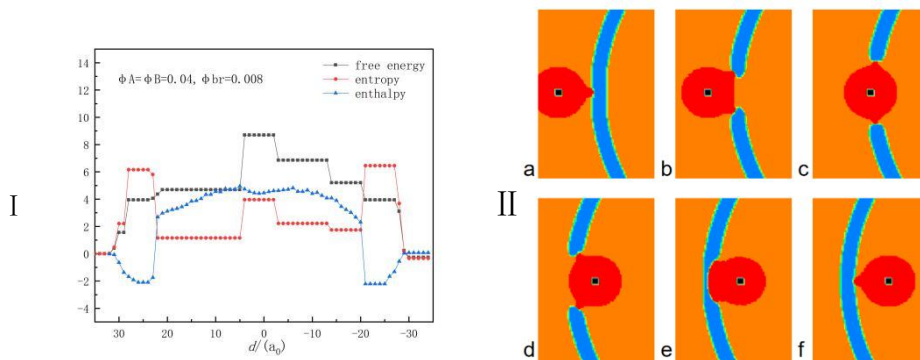 I
14
12
10
8
6
4
2
0
-2
-4
φA=φB=0.04, φbr=0.008
free energy
entropy
enthalpy
30 20 10 0 -10 -20 -30
d/(a₀)
II
a b c
d e f